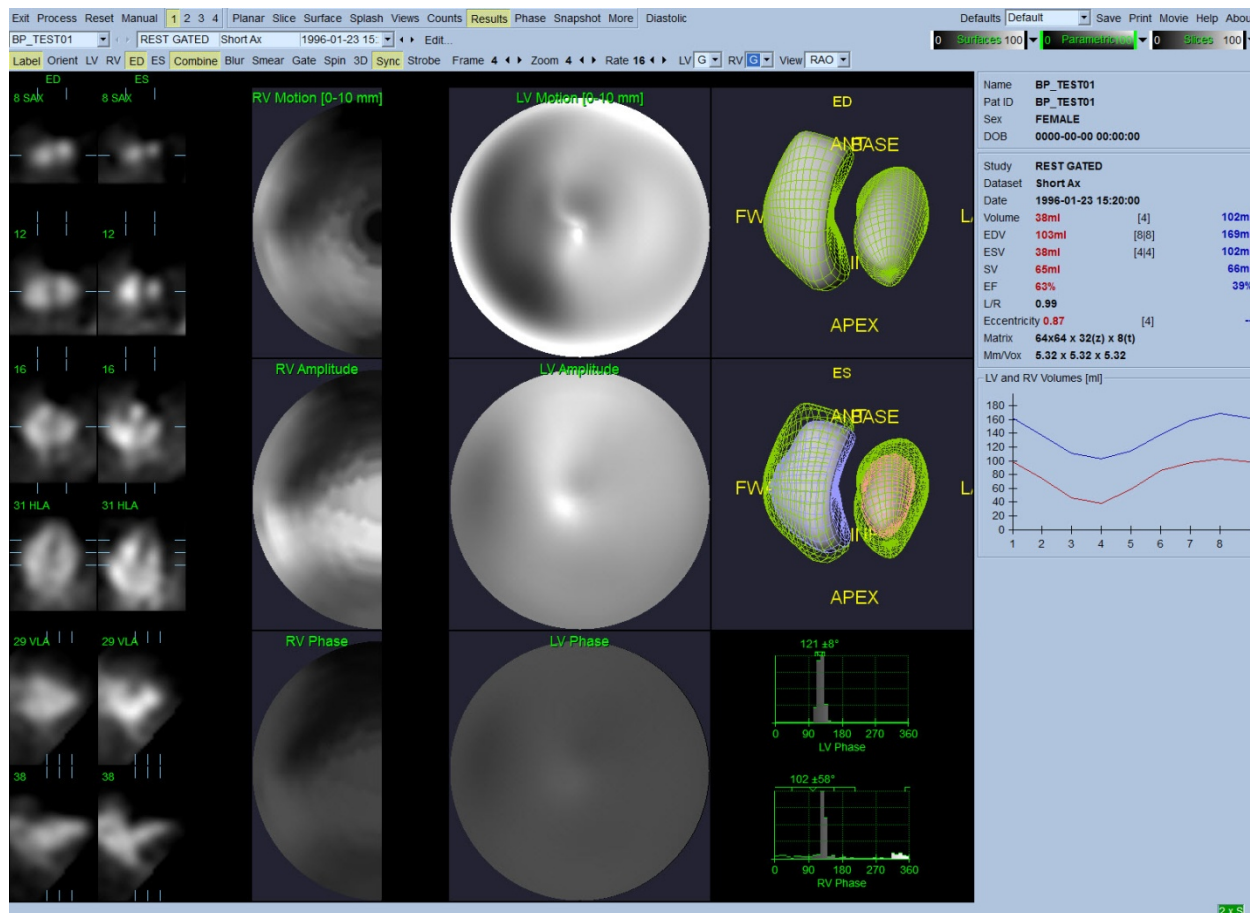 Exit Process Reset Manual 1 2 3 4 Planar Slice Surface Splash Views Counts Results Phase Snapshot More Diastolic Defaults Default Save Print Movie Help Abou
BP_TEST01 REST GATED Short Ax 1996-01-23 15: Edit... 0 Surfaces 100 0 Parametric 100 0 Slices 100
Label Orient LV RV ED ES Combine Blur Smear Gate Spin 3D Sync Strobe Frame 4 Zoom 4 Rate 16 LV G RV G View RAO
ED ES
8 SAX 8 SAX
RV Motion [0-10 mm] LV Motion [0-10 mm] ED
ANT BASE
FW L
12 12
INF
APEX
16 16
RV Amplitude LV Amplitude ES
ANT BASE
FW L
31 HLA 31 HLA
INF
APEX
29 VLA 29 VLA
RV Phase LV Phase
121 ±8°
0 90 180 270 360
LV Phase
38 38
102 ±58°
0 90 180 270 360
RV Phase
Name BP_TEST01
Pat ID BP_TEST01
Sex FEMALE
DOB 0000-00-00 00:00:00
Study REST GATED
Dataset Short Ax
Date 1996-01-23 15:20:00
Volume 38ml [4] 102m
EDV 103ml [8|8] 169m
ESV 38ml [4|4] 102m
SV 65ml 66m
EF 63% 39%
L/R 0.99
Eccentricity 0.87 [4] --
Matrix 64x64 x 32(z) x 8(t)
Mm/Vox 5.32 x 5.32 x 5.32
LV and RV Volumes [ml]
180
160
140
120
100
80
60
40
20
0
1 2 3 4 5 6 7 8
2 x S